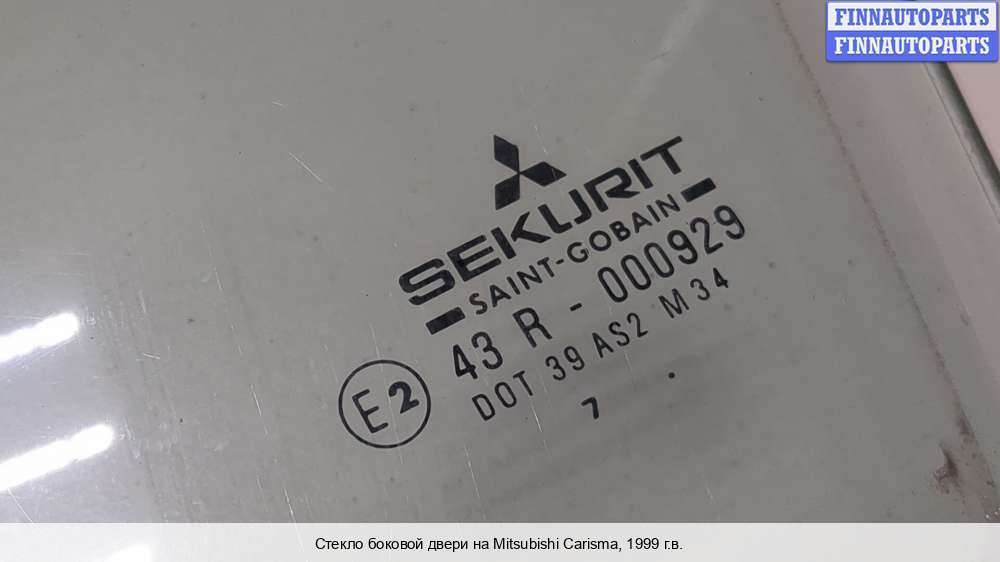 FINNAUTOPARTS
FINNAUTOPARTS
SEKURIT
SAINT-GOBAIN
43 R - 000929
E2
DOT 39 AS2 M34
7 .
Стекло боковой двери на Mitsubishi Carisma, 1999 г.в.